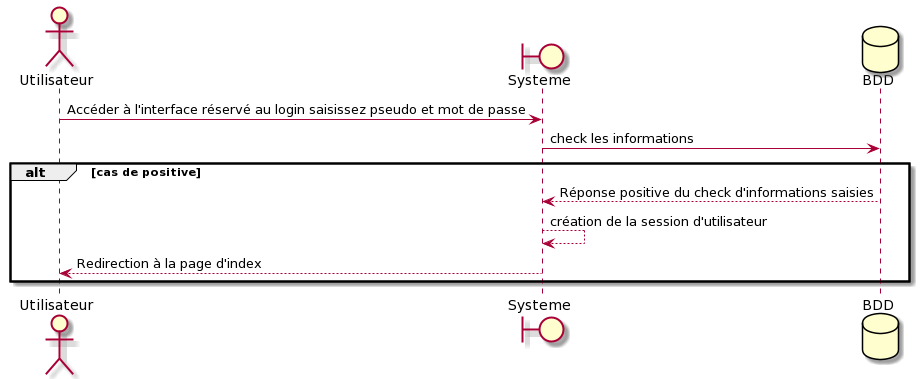 Utilisateur
Systeme
BDD
Accéder à l'interface réservé au login saisissez pseudo et mot de passe
check les informations
alt
[cas de positive]
Réponse positive du check d'informations saisies
création de la session d'utilisateur
Redirection à la page d'index
Utilisateur
Systeme
BDD